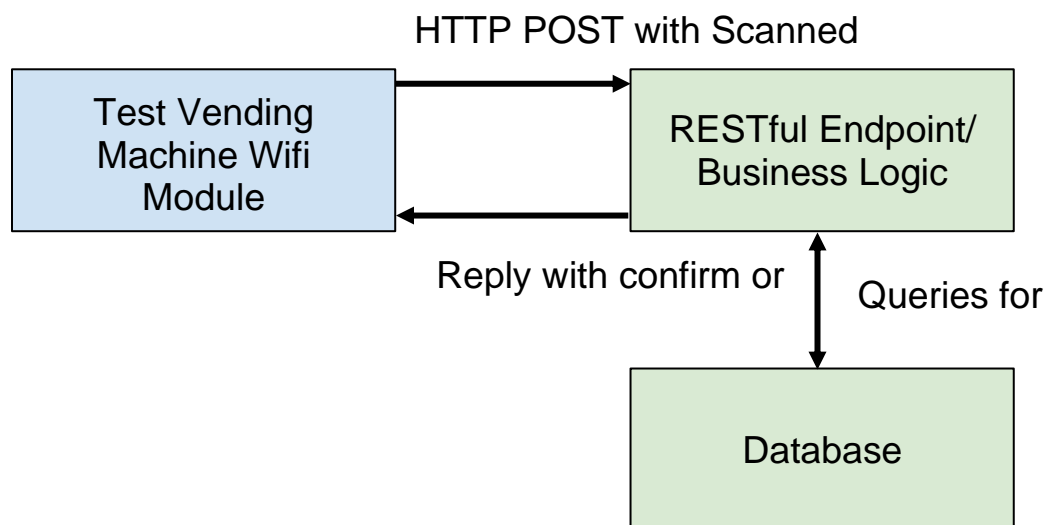 HTTP POST with Scanned
Test Vending
Machine Wifi
Module
RESTful Endpoint/
Business Logic
Reply with confirm or
Queries for
Database